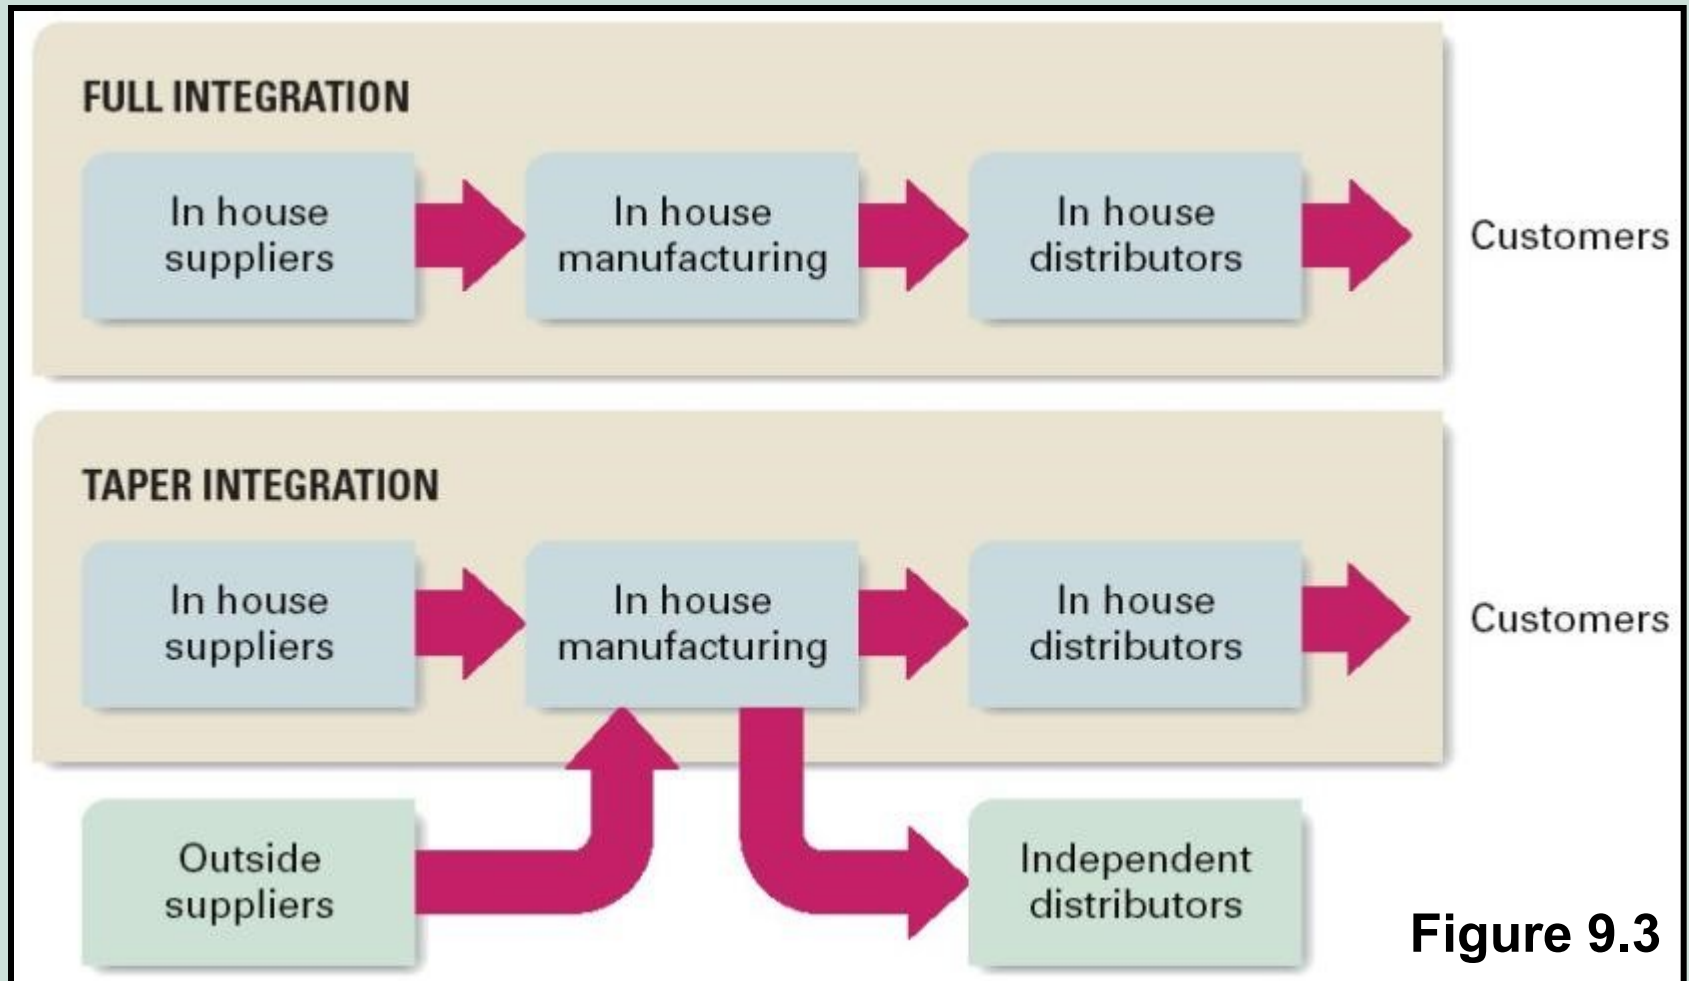 FULL INTEGRATION
In house
suppliers
In house
manufacturing
In house
distributors
Customers
TAPER INTEGRATION
In house
suppliers
In house
manufacturing
In house
distributors
Customers
Outside
suppliers
Independent
distributors
Figure 9.3